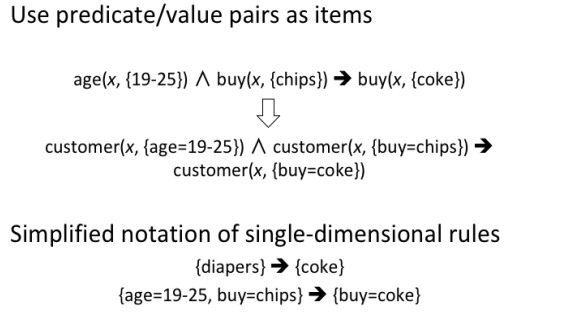 Use predicate/value pairs as items
age(x, {19-25}) ⋀ buy(x, {chips}) ➔ buy(x, {coke})
customer(x, {age=19-25}) ⋀ customer(x, {buy=chips}) ➔
customer(x, {buy=coke})
Simplified notation of single-dimensional rules
{diapers} ➔ {coke}
{age=19-25, buy=chips} ➔ {buy=coke}